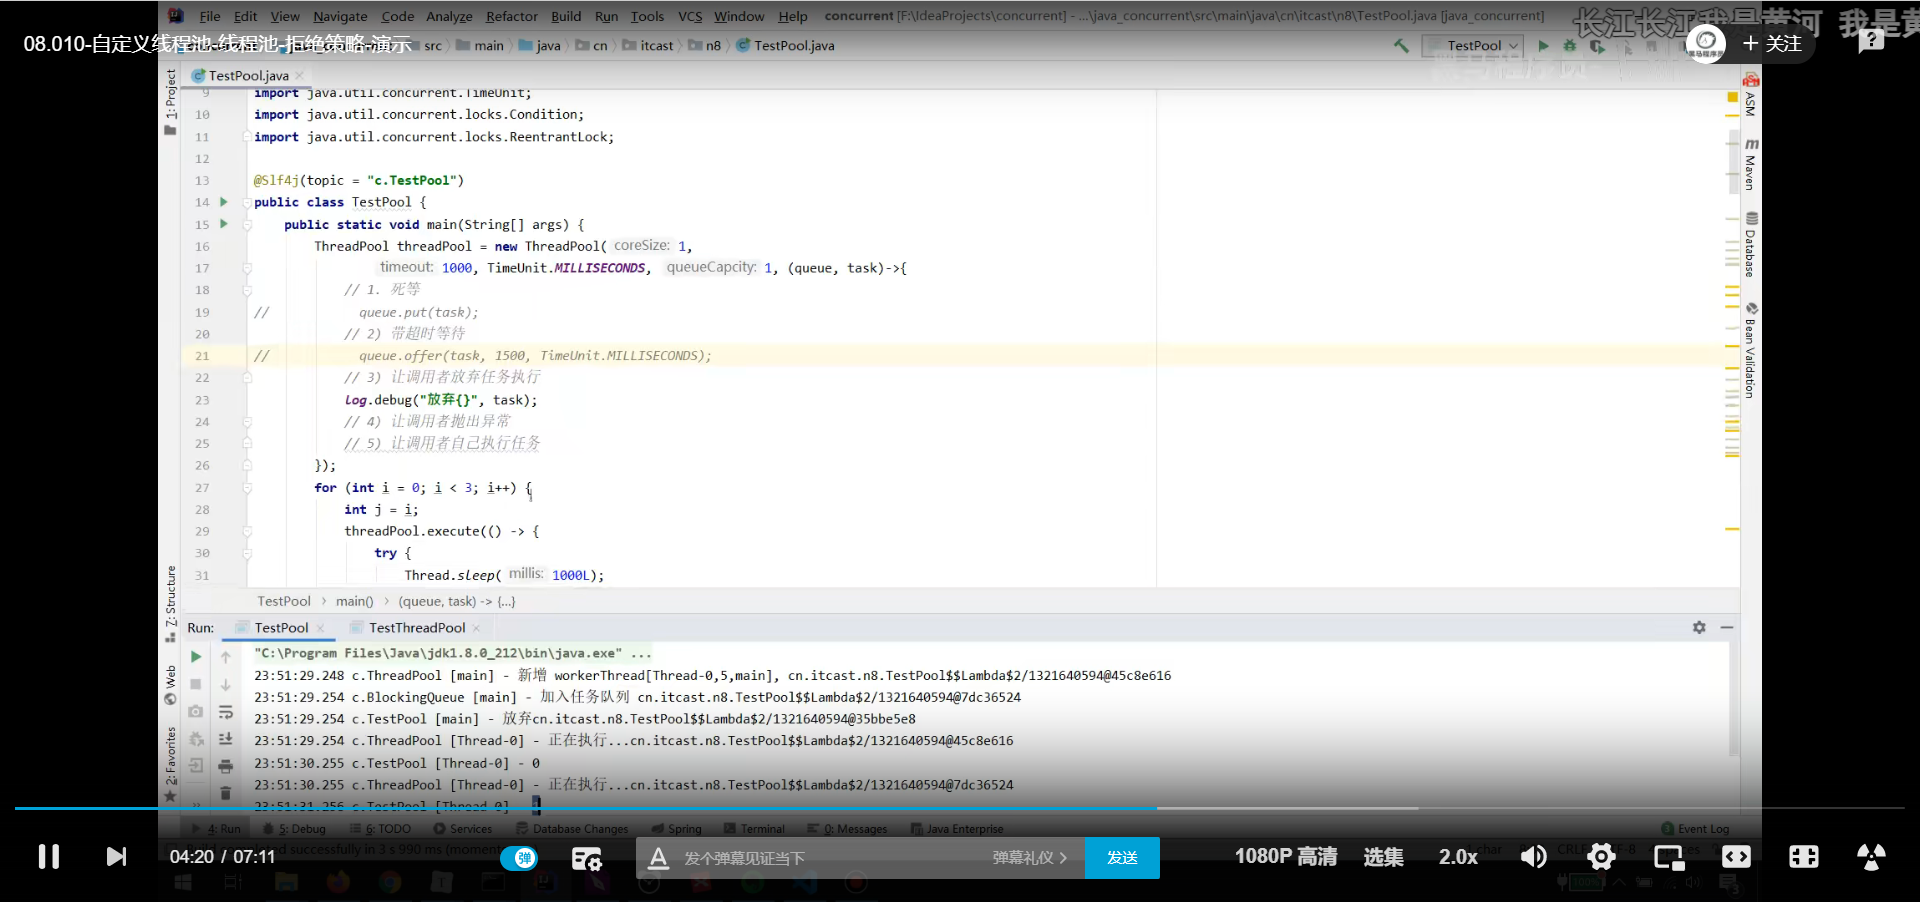 File Edit View Navigate Code Analyze Refactor Build Run Tools VCS Window Help concurrent [F:\IdeaProjects\concurrent] - ...\java_concurrent\src\main\java\cn\itcast\n8\TestPool.java [java_concurrent]
长江长江我是黄河 我是黄
08.010-自定义线程池-线程池-拒绝策略-演示
src main java cn itcast n8 TestPool.java
TestPool
+ 关注
TestPool.java
1: Project
9 import java.util.concurrent.TimeUnit;
10 import java.util.concurrent.locks.Condition;
11 import java.util.concurrent.locks.ReentrantLock;
12
13 @Slf4j(topic = "c.TestPool")
14 public class TestPool {
15 public static void main(String[] args) {
16 ThreadPool threadPool = new ThreadPool( coreSize: 1,
17 timeout: 1000, TimeUnit.MILLISECONDS, queueCapcity: 1, (queue, task)->{
18 // 1. 死等
19 // queue.put(task);
20 // 2) 带超时等待
21 // queue.offer(task, 1500, TimeUnit.MILLISECONDS);
22 // 3) 让调用者放弃任务执行
23 log.debug("放弃{}", task);
24 // 4) 让调用者抛出异常
25 // 5) 让调用者自己执行任务
26 });
27 for (int i = 0; i < 3; i++) {
28 int j = i;
29 threadPool.execute(() -> {
30 try {
31 Thread.sleep( millis: 1000L);
ASM
Maven
Database
Bean Validation
Z: Structure
Web
2: Favorites
TestPool › main() › (queue, task) -> {...}
Run: TestPool TestThreadPool
"C:\Program Files\Java\jdk1.8.0_212\bin\java.exe" ...
23:51:29.248 c.ThreadPool [main] - 新增 workerThread[Thread-0,5,main], cn.itcast.n8.TestPool$$Lambda$2/1321640594@45c8e616
23:51:29.254 c.BlockingQueue [main] - 加入任务队列 cn.itcast.n8.TestPool$$Lambda$2/1321640594@7dc36524
23:51:29.254 c.TestPool [main] - 放弃cn.itcast.n8.TestPool$$Lambda$2/1321640594@35bbe5e8
23:51:29.254 c.ThreadPool [Thread-0] - 正在执行...cn.itcast.n8.TestPool$$Lambda$2/1321640594@45c8e616
23:51:30.255 c.TestPool [Thread-0] - 0
23:51:30.255 c.ThreadPool [Thread-0] - 正在执行...cn.itcast.n8.TestPool$$Lambda$2/1321640594@7dc36524
23:51:31.256 c.TestPool [Thread-0] - 1
4: Run 5: Debug 6: TODO Services Database Changes Spring Terminal 0: Messages Java Enterprise Event Log
04:20 / 07:11
弹
发个弹幕见证当下
弹幕礼仪 >
发送
1080P 高清 选集 2.0x